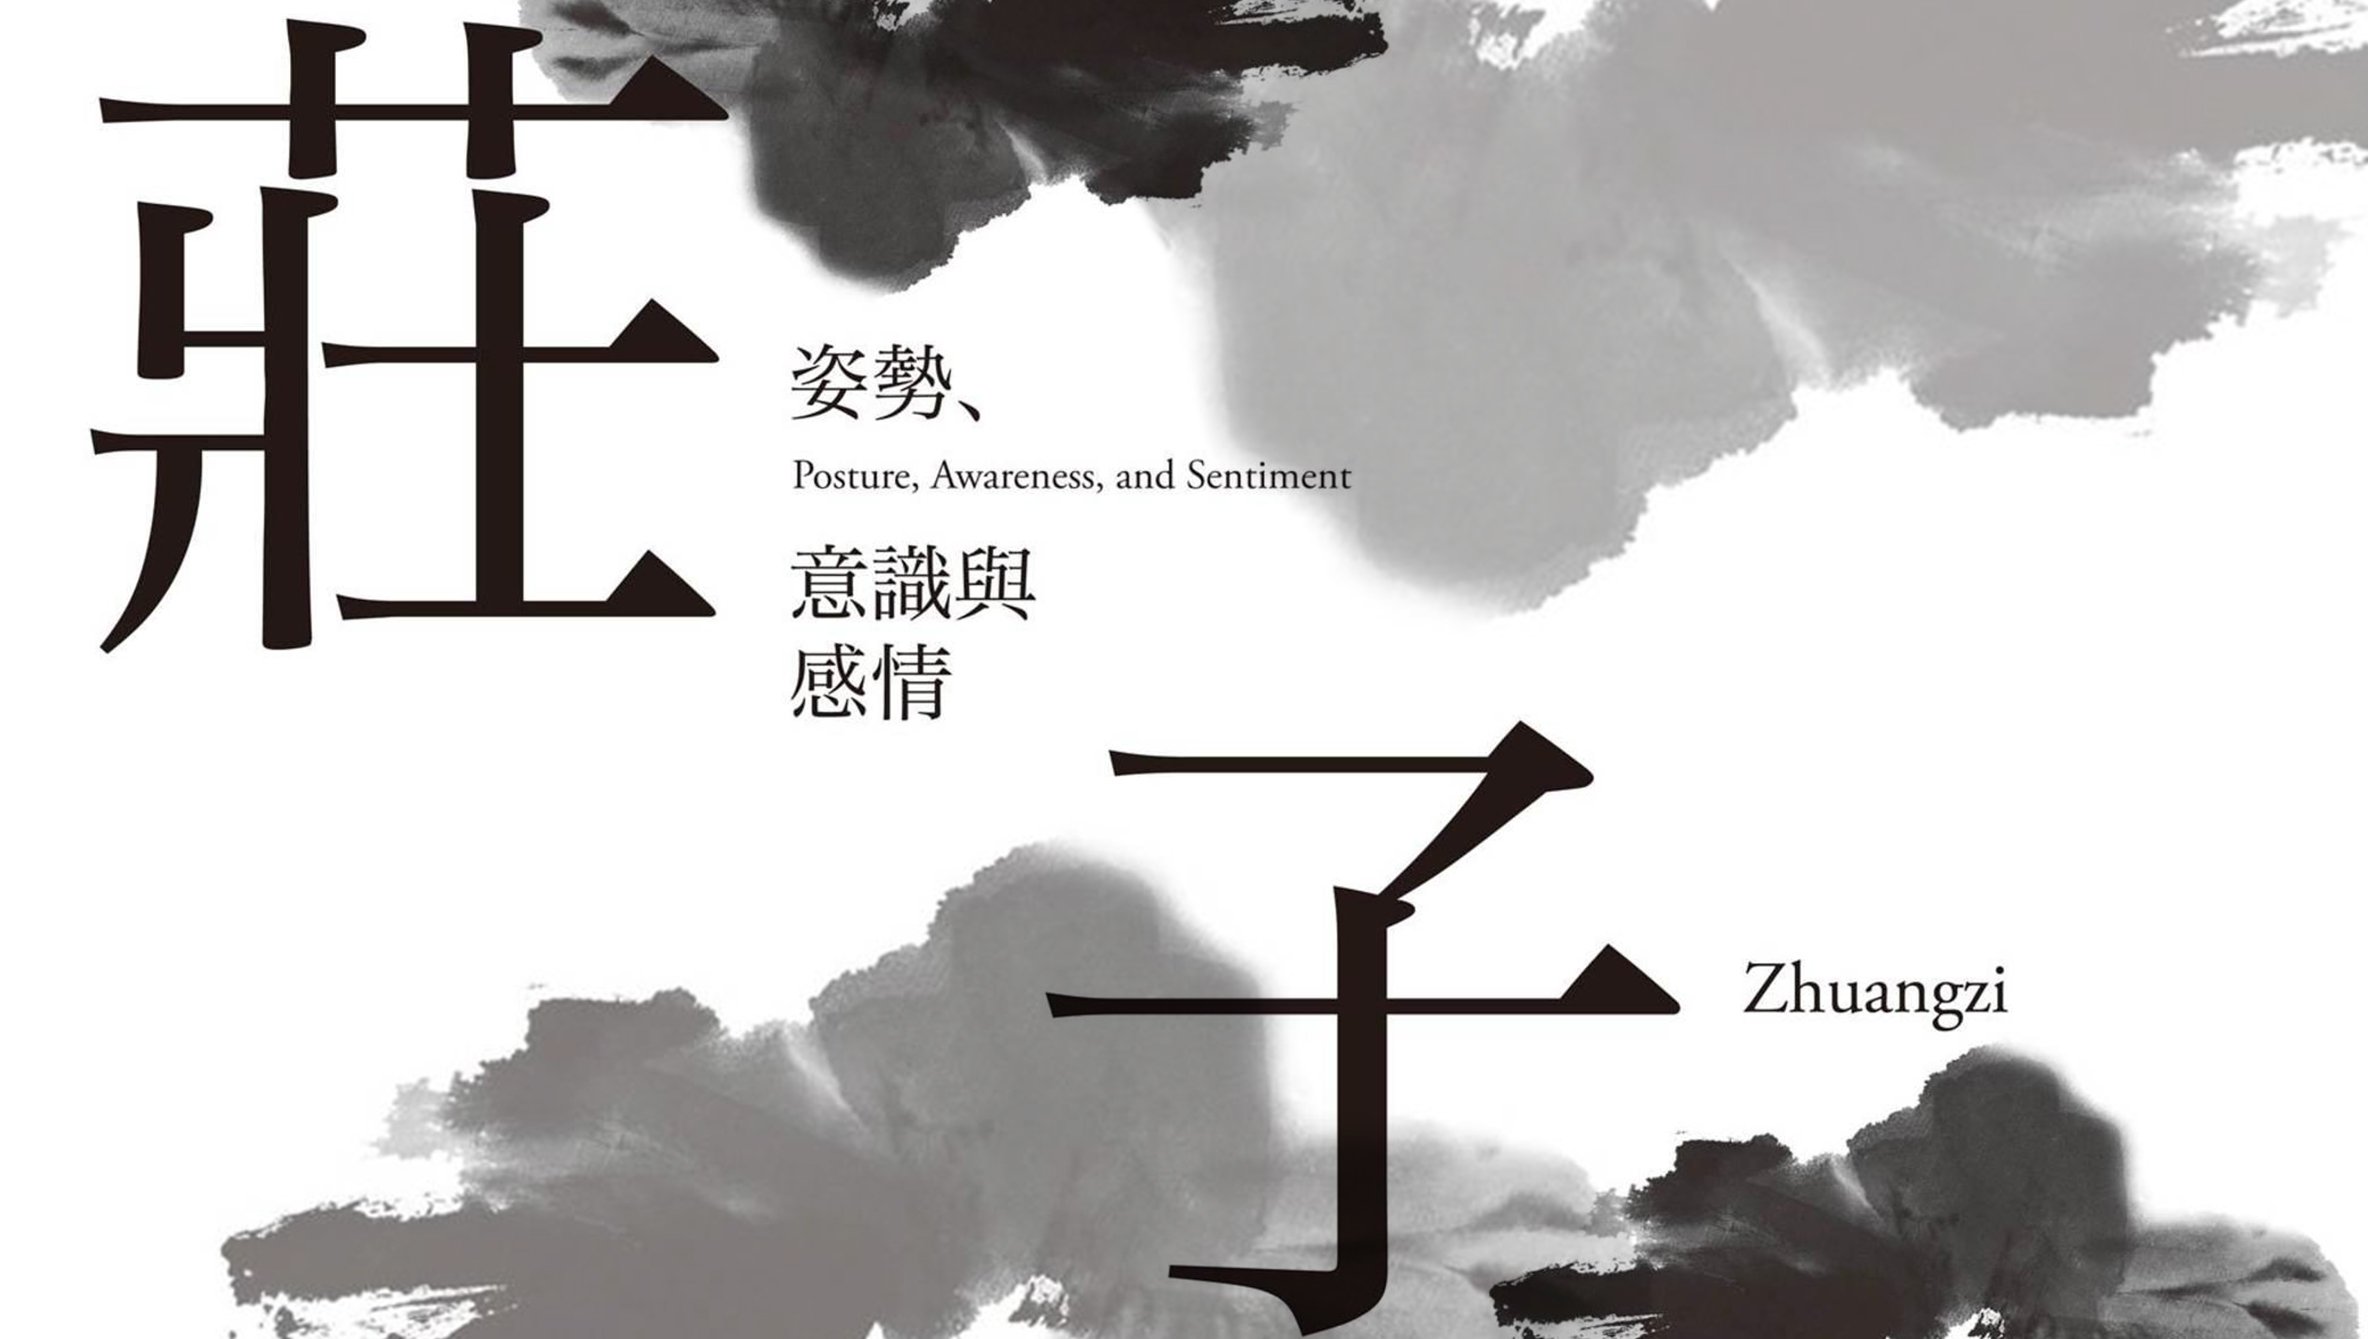 莊
姿勢、
Posture, Awareness, and Sentiment
意識與
感情
子
Zhuangzi